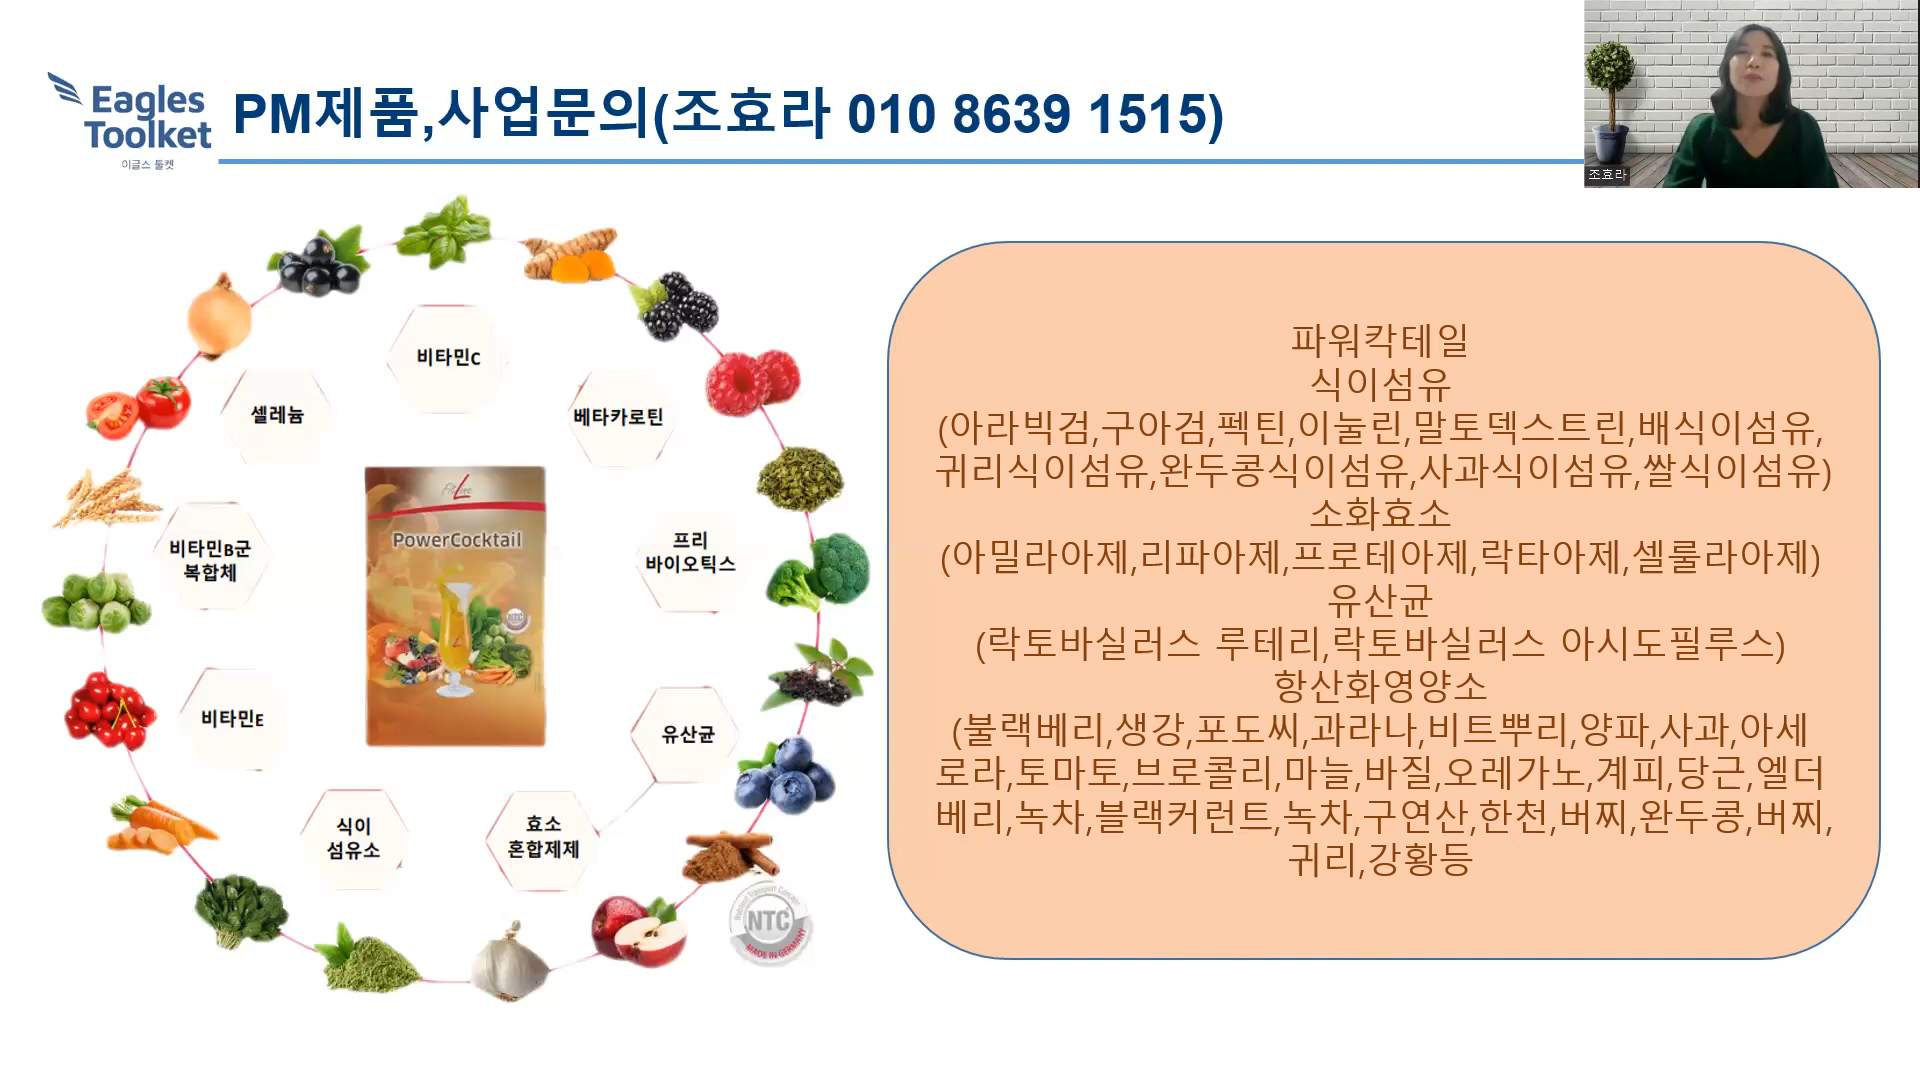 Eagles
Toolket
이글스 툴켓
PM제품,사업문의(조효라 010 8639 1515)
조효라
비타민C
셀레늄
베타카로틴
비타민B군
복합체
프리
바이오틱스
비타민E
유산균
식이
섬유소
효소
혼합제제
FitLine
PowerCocktail
NTC
NTC
MADE IN GERMANY
파워칵테일
식이섬유
(아라빅검,구아검,펙틴,이눌린,말토덱스트린,배식이섬유,
귀리식이섬유,완두콩식이섬유,사과식이섬유,쌀식이섬유)
소화효소
(아밀라아제,리파아제,프로테아제,락타아제,셀룰라아제)
유산균
(락토바실러스 루테리,락토바실러스 아시도필루스)
항산화영양소
(불랙베리,생강,포도씨,과라나,비트뿌리,양파,사과,아세
로라,토마토,브로콜리,마늘,바질,오레가노,계피,당근,엘더
베리,녹차,블랙커런트,녹차,구연산,한천,버찌,완두콩,버찌,
귀리,강황등